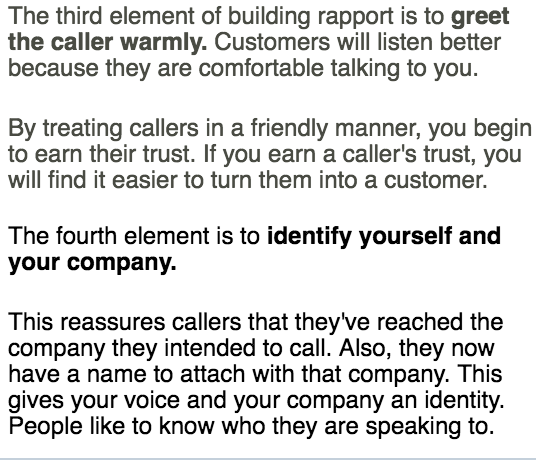 The third element of building rapport is to greet
the caller warmly. Customers will listen better
because they are comfortable talking to you.
By treating callers in a friendly manner, you begin
to earn their trust. If you earn a caller's trust, you
will find it easier to turn them into a customer.
The fourth element is to identify yourself and
your company.
This reassures callers that they've reached the
company they intended to call. Also, they now
have a name to attach with that company. This
gives your voice and your company an identity.
People like to know who they are speaking to.